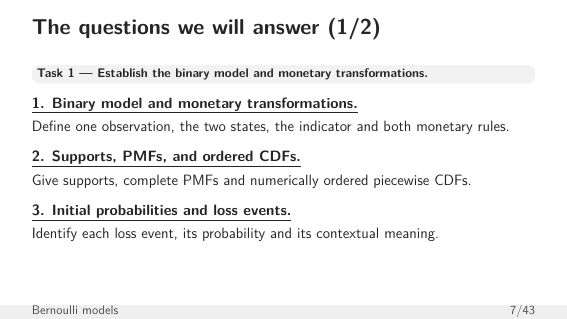 The questions we will answer (1/2)
Task 1 — Establish the binary model and monetary transformations.
1. Binary model and monetary transformations.
Define one observation, the two states, the indicator and both monetary rules.
2. Supports, PMFs, and ordered CDFs.
Give supports, complete PMFs and numerically ordered piecewise CDFs.
3. Initial probabilities and loss events.
Identify each loss event, its probability and its contextual meaning.
Bernoulli models 7/43